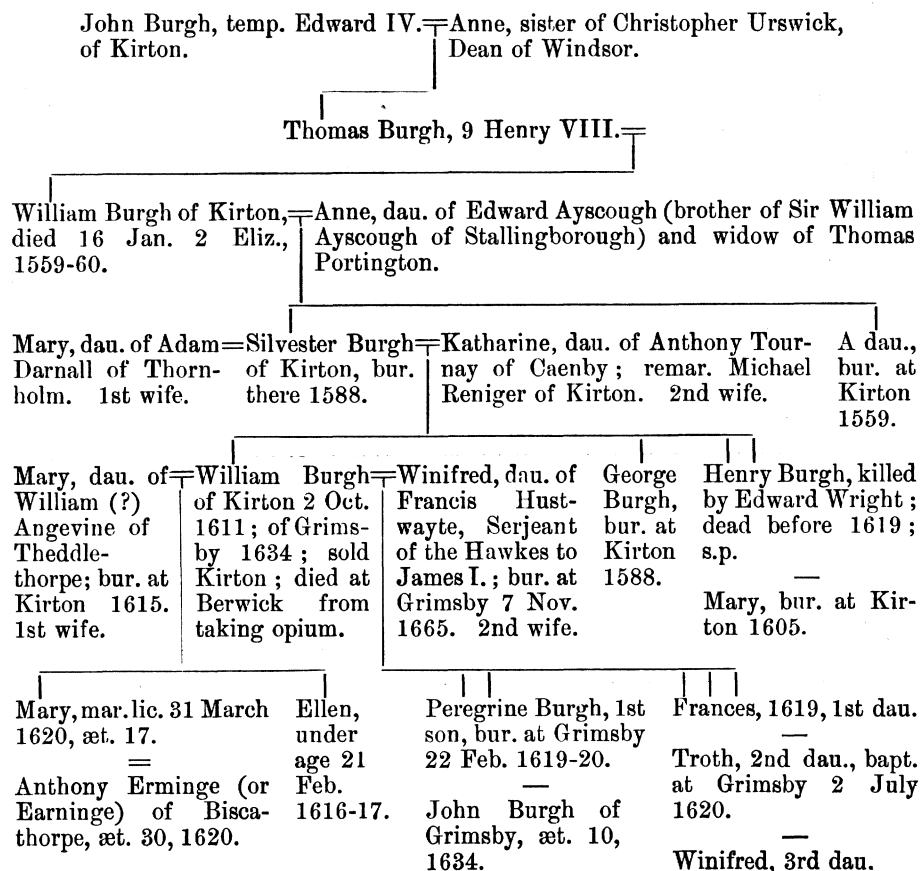 John Burgh, temp. Edward IV.=Anne, sister of Christopher Urswick,
of Kirton. Dean of Windsor.
Thomas Burgh, 9 Henry VIII.=
William Burgh of Kirton,=Anne, dau. of Edward Ayscough (brother of Sir William
died 16 Jan. 2 Eliz., Ayscough of Stallingborough) and widow of Thomas
1559-60. Portington.
Mary, dau. of Adam=
Darnall of Thorn-
holm. 1st wife.
Silvester Burgh=
of Kirton, bur.
there 1588.
Katharine, dau. of Anthony Tour-
nay of Caenby; remar. Michael
Reniger of Kirton. 2nd wife.
A dau.,
bur. at
Kirton
1559.
Mary, dau. of=
William (?)
Angevine of
Theddle-
thorpe; bur. at
Kirton 1615.
1st wife.
William Burgh=
of Kirton 2 Oct.
1611; of Grims-
by 1634; sold
Kirton; died at
Berwick from
taking opium.
Winifred, dau. of
Francis Hust-
wayte, Serjeant
of the Hawkes to
James I.; bur. at
Grimsby 7 Nov.
1665. 2nd wife.
George
Burgh,
bur. at
Kirton
1588.
Henry Burgh, killed
by Edward Wright;
dead before 1619;
s.p.
—
Mary, bur. at Kir-
ton 1605.
Mary, mar. lic. 31 March
1620, æt. 17.
=
Anthony Erminge (or
Earninge) of Bisca-
thorpe, æt. 30, 1620.
Ellen,
under
age 21
Feb.
1616-17.
Peregrine Burgh, 1st
son, bur. at Grimsby
22 Feb. 1619-20.
—
John Burgh of
Grimsby, æt. 10,
1634.
Frances, 1619, 1st dau.
—
Troth, 2nd dau., bapt.
at Grimsby 2 July
1620.
—
Winifred, 3rd dau.